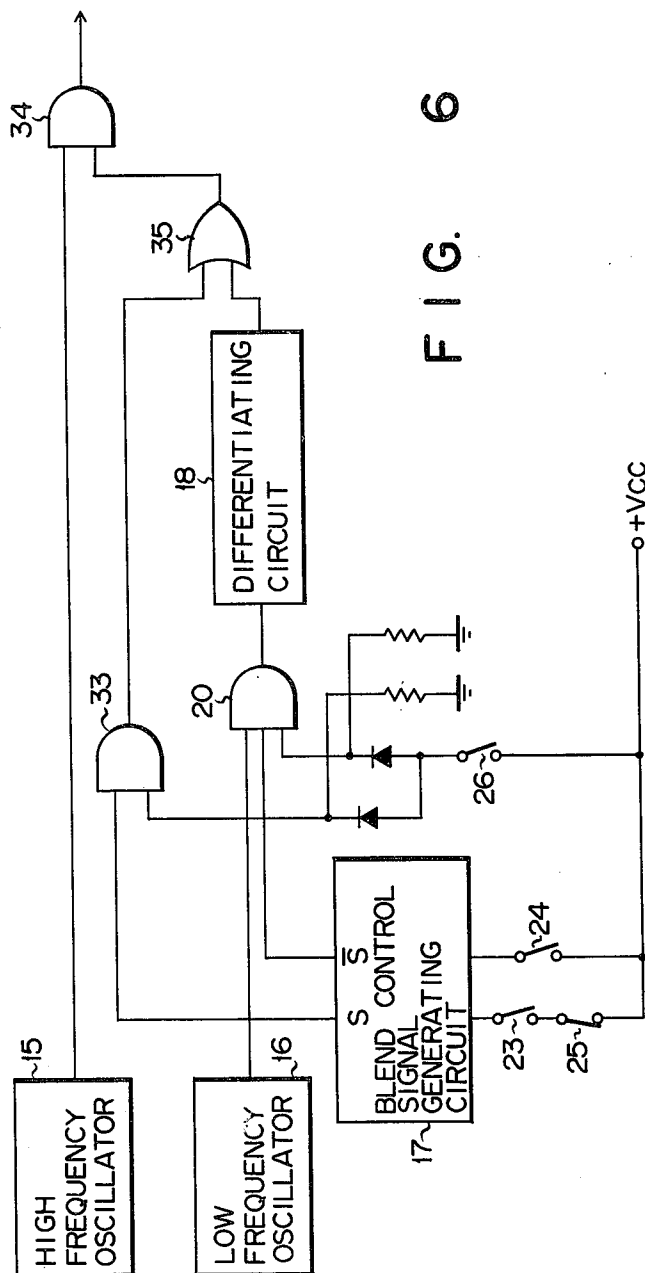 34
35
FIG. 6
18
DIFFERENTIATING
CIRCUIT
+VCC
33
20
26
S S̅
BLEND CONTROL
SIGNAL
GENERATING
CIRCUIT
17
24
23
25
15
HIGH
FREQUENCY
OSCILLATOR
16
LOW
FREQUENCY
OSCILLATOR